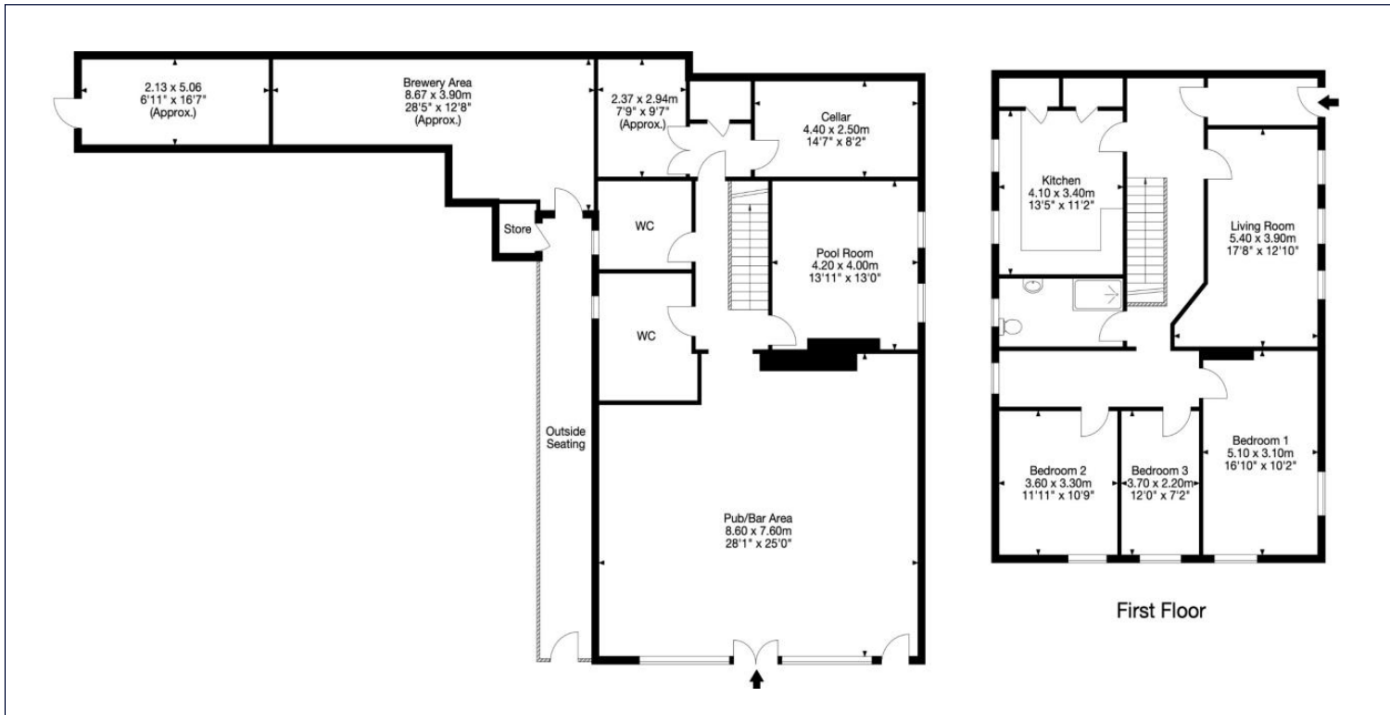 2.13 x 5.06
6'11" x 16'7"
(Approx.)
Brewery Area
8.67 x 3.90m
28'5" x 12'8"
(Approx.)
2.37 x 2.94m
7'9" x 9'7"
(Approx.)
Cellar
4.40 x 2.50m
14'7" x 8'2"
Store
WC
Pool Room
4.20 x 4.00m
13'11" x 13'0"
WC
Outside
Seating
Pub/Bar Area
8.60 x 7.60m
28'1" x 25'0"
Kitchen
4.10 x 3.40m
13'5" x 11'2"
Living Room
5.40 x 3.90m
17'8" x 12'10"
Bedroom 1
5.10 x 3.10m
16'10" x 10'2"
Bedroom 2
3.60 x 3.30m
11'11" x 10'9"
Bedroom 3
3.70 x 2.20m
12'0" x 7'2"
First Floor